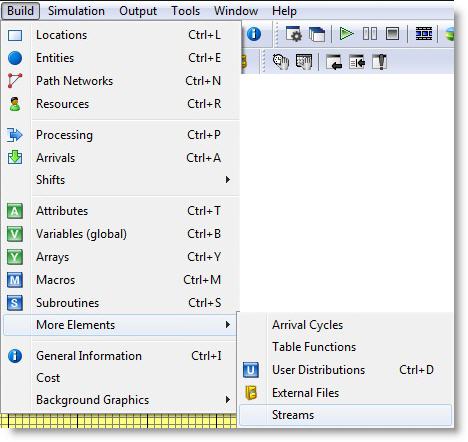 Build Simulation Output Tools Window Help
Locations Ctrl+L
Entities Ctrl+E
Path Networks Ctrl+N
Resources Ctrl+R
Processing Ctrl+P
Arrivals Ctrl+A
Shifts
A Attributes Ctrl+T
V Variables (global) Ctrl+B
A Arrays Ctrl+Y
M Macros Ctrl+M
S Subroutines Ctrl+S
More Elements
General Information Ctrl+I
Cost
Background Graphics
Arrival Cycles
Table Functions
U User Distributions Ctrl+D
External Files
Streams